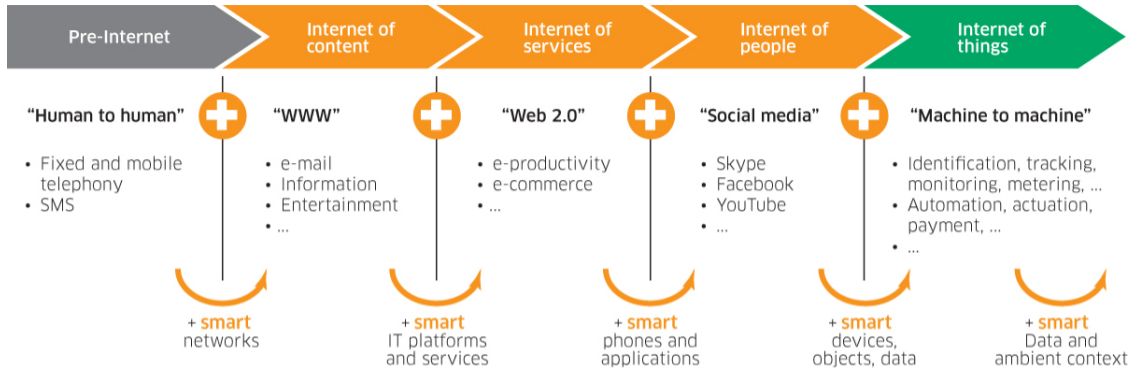 Pre-Internet
Internet of
content
Internet of
services
Internet of
people
Internet of
things
“Human to human”
“WWW”
“Web 2.0”
“Social media”
“Machine to machine”
• Fixed and mobile
telephony
• SMS
• e-mail
• Information
• Entertainment
• ...
• e-productivity
• e-commerce
• ...
• Skype
• Facebook
• YouTube
• ...
• Identification, tracking,
monitoring, metering, ...
• Automation, actuation,
payment, ...
• ...
+ smart
networks
+ smart
IT platforms
and services
+ smart
phones and
applications
+ smart
devices,
objects, data
+ smart
Data and
ambient context